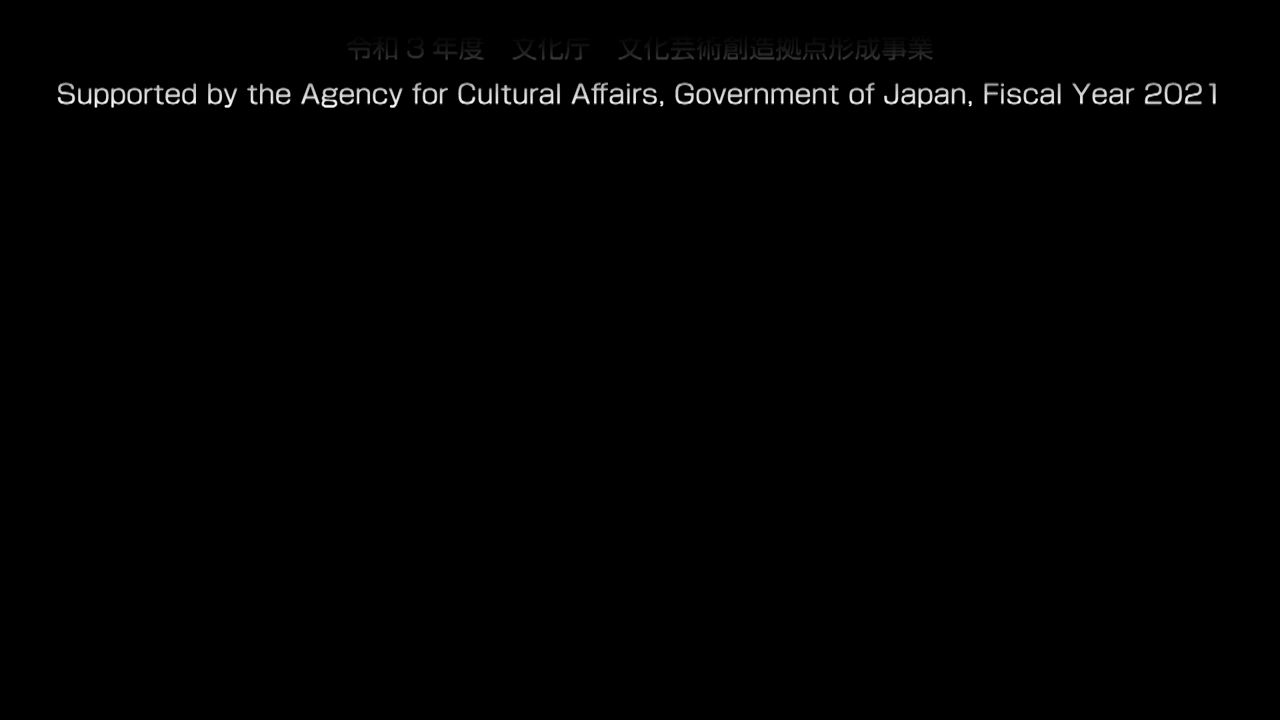 令和3年度　文化庁　文化芸術創造拠点形成事業
Supported by the Agency for Cultural Affairs, Government of Japan, Fiscal Year 2021